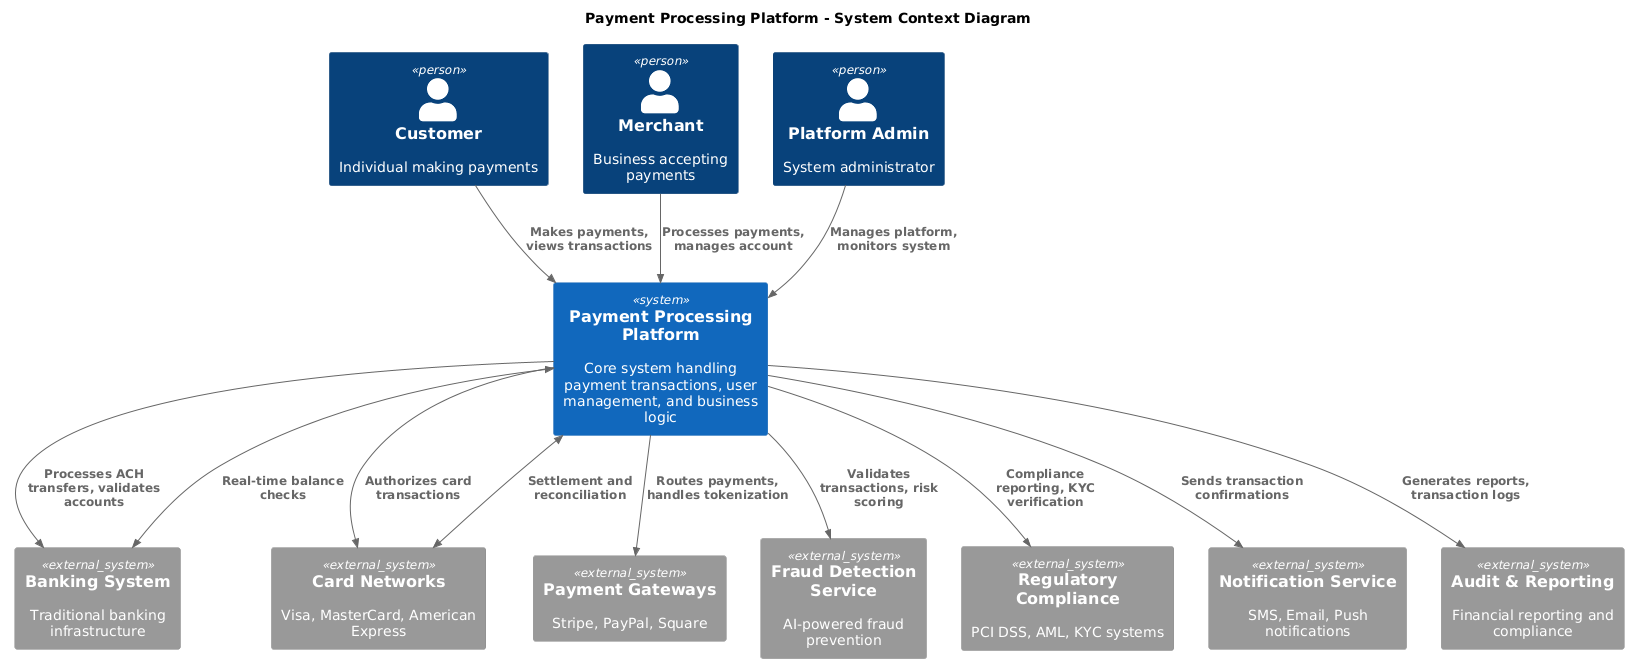 Payment Processing Platform - System Context Diagram
«person»
Customer
Individual making payments
«person»
Merchant
Business accepting
payments
«person»
Platform Admin
System administrator
Makes payments,
views transactions
Processes payments,
manages account
Manages platform,
monitors system
«system»
Payment Processing
Platform
Core system handling
payment transactions, user
management, and business
logic
Processes ACH
transfers, validates
accounts
Real-time balance
checks
Authorizes card
transactions
Settlement and
reconciliation
Routes payments,
handles tokenization
Validates
transactions, risk
scoring
Compliance
reporting, KYC
verification
Sends transaction
confirmations
Generates reports,
transaction logs
«external_system»
Banking System
Traditional banking
infrastructure
«external_system»
Card Networks
Visa, MasterCard, American
Express
«external_system»
Payment Gateways
Stripe, PayPal, Square
«external_system»
Fraud Detection
Service
AI-powered fraud
prevention
«external_system»
Regulatory
Compliance
PCI DSS, AML, KYC systems
«external_system»
Notification Service
SMS, Email, Push
notifications
«external_system»
Audit & Reporting
Financial reporting and
compliance